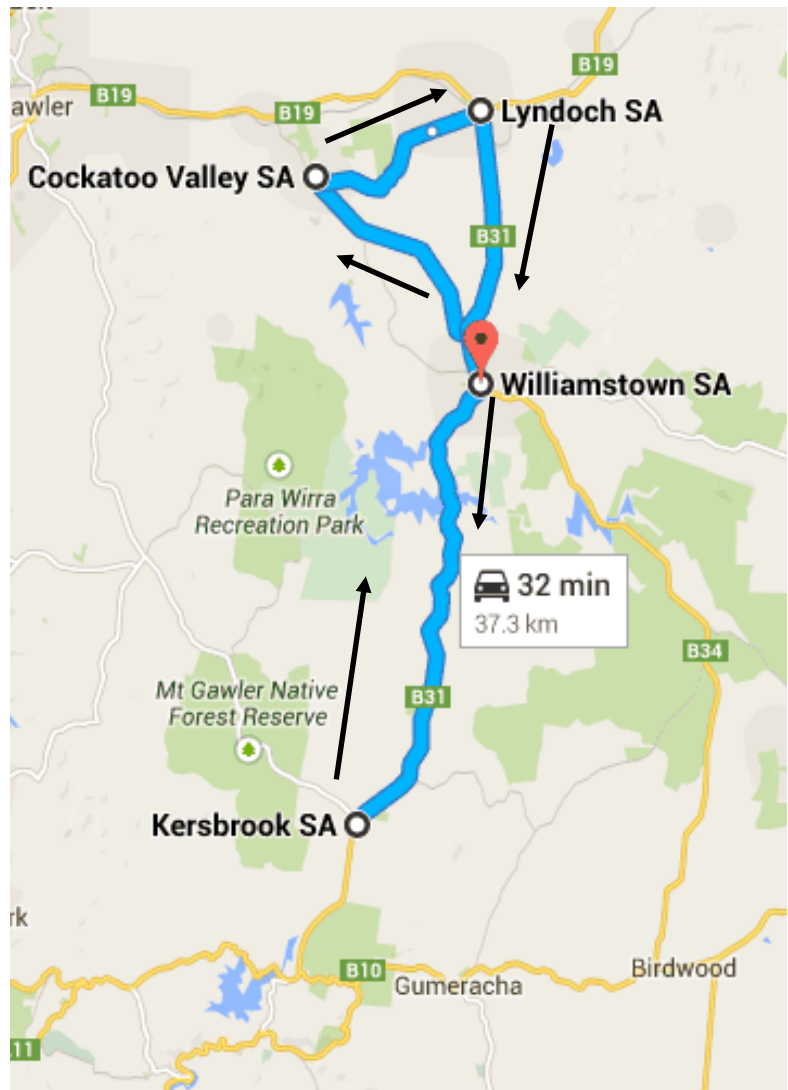 B19
awler
B19
B19
Lyndoch SA
Cockatoo Valley SA
B31
Williamstown SA
Para Wirra
Recreation Park
32 min
37.3 km
B34
Mt Gawler Native
Forest Reserve
B31
Kersbrook SA
rk
B10
Birdwood
Gumeracha
11